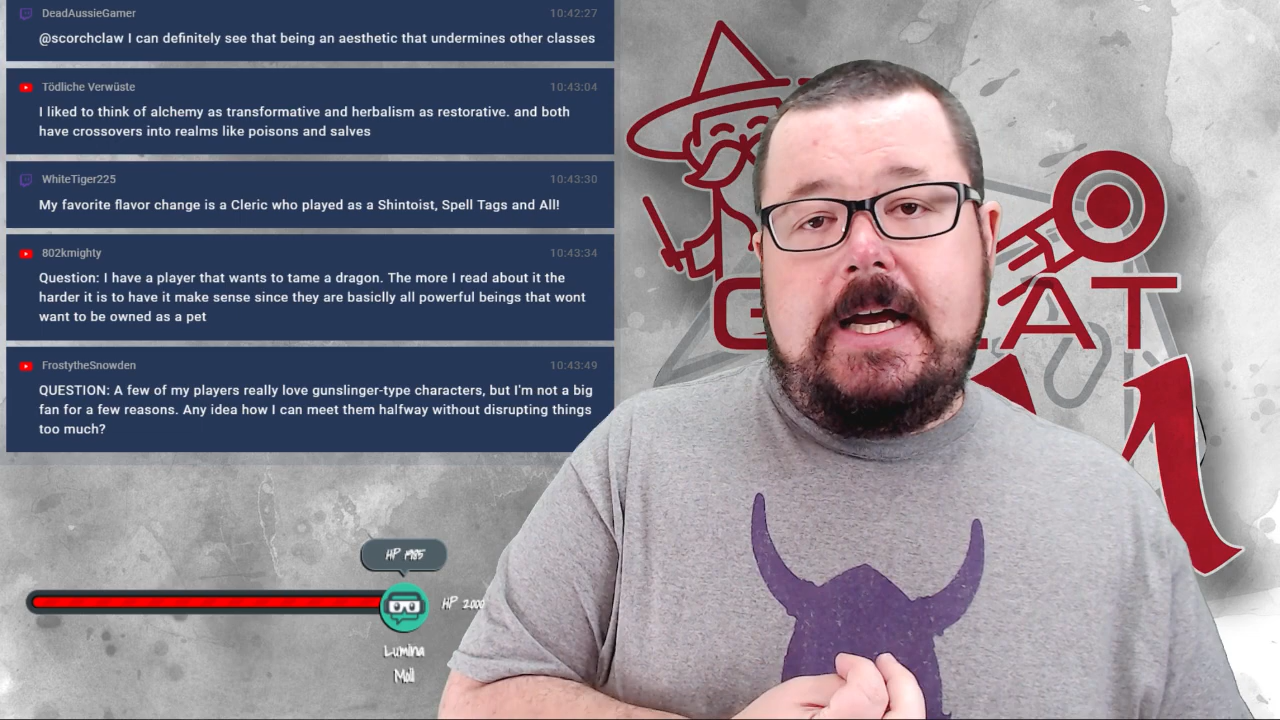 DeadAussieGamer 10:42:27
@scorchclaw I can definitely see that being an aesthetic that undermines other classes
Tödliche Verwüste 10:43:04
I liked to think of alchemy as transformative and herbalism as restorative. and both
have crossovers into realms like poisons and salves
WhiteTiger225 10:43:30
My favorite flavor change is a Cleric who played as a Shintoist, Spell Tags and All!
802kmighty 10:43:34
Question: I have a player that wants to tame a dragon. The more I read about it the
harder it is to have it make sense since they are basiclly all powerful beings that wont
want to be owned as a pet
FrostytheSnowden 10:43:49
QUESTION: A few of my players really love gunslinger-type characters, but I'm not a big
fan for a few reasons. Any idea how I can meet them halfway without disrupting things
too much?
HP 1985
HP 2000
Lumina